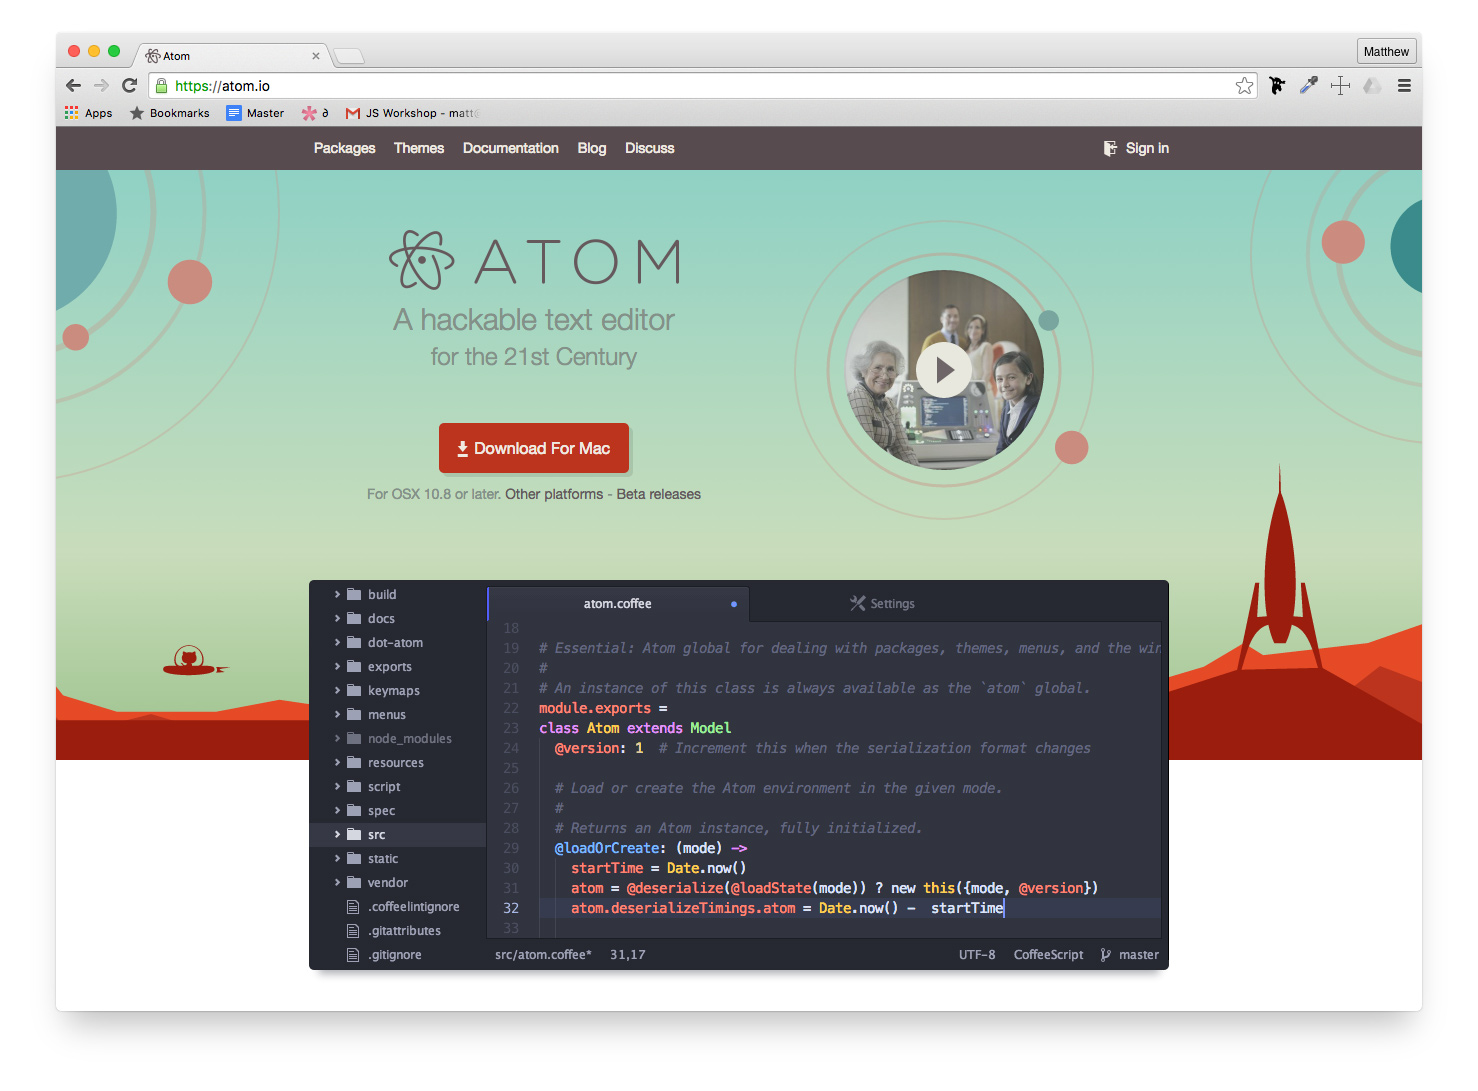 Atom
Matthew
https://atom.io
Apps
Bookmarks
Master
∂
JS Workshop - matt
Packages Themes Documentation Blog Discuss
Sign in
ATOM
A hackable text editor
for the 21st Century
Download For Mac
For OSX 10.8 or later. Other platforms - Beta releases
build
docs
dot-atom
exports
keymaps
menus
node_modules
resources
script
spec
src
static
vendor
.coffeelintignore
.gitattributes
.gitignore
atom.coffee
Settings
18
19 # Essential: Atom global for dealing with packages, themes, menus, and the win
20 #
21 # An instance of this class is always available as the `atom` global.
22 module.exports =
23 class Atom extends Model
24 @version: 1 # Increment this when the serialization format changes
25
26 # Load or create the Atom environment in the given mode.
27 #
28 # Returns an Atom instance, fully initialized.
29 @loadOrCreate: (mode) ->
30 startTime = Date.now()
31 atom = @deserialize(@loadState(mode)) ? new this({mode, @version})
32 atom.deserializeTimings.atom = Date.now() - startTime
33
src/atom.coffee* 31,17
UTF-8 CoffeeScript master